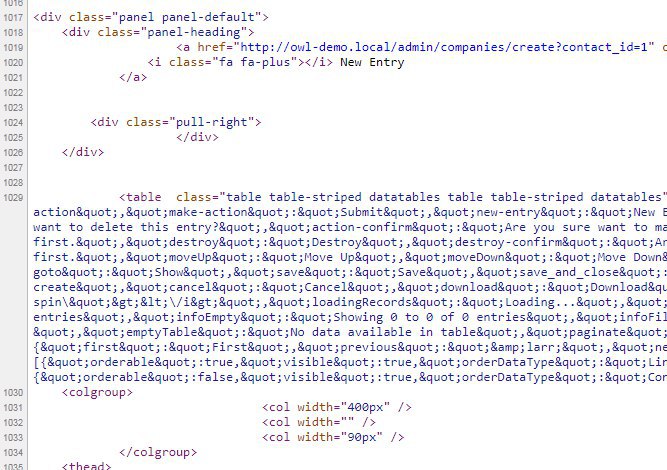 1016
1017 <div class="panel panel-default">
1018 <div class="panel-heading">
1019 <a href="http://owl-demo.local/admin/companies/create?contact_id=1"
1020 <i class="fa fa-plus"></i> New Entry
1021 </a>
1022
1023
1024 <div class="pull-right">
1025 </div>
1026 </div>
1027
1028
1029 <table class="table table-striped datatables table table-striped datatables"
action&quot;,&quot;make-action&quot;:&quot;Submit&quot;,&quot;new-entry&quot;:&quot;New
want to delete this entry?&quot;,&quot;action-confirm&quot;:&quot;Are you sure want to
first.&quot;,&quot;destroy&quot;:&quot;Destroy&quot;,&quot;destroy-confirm&quot;:&quot;
first.&quot;,&quot;moveUp&quot;:&quot;Move Up&quot;,&quot;moveDown&quot;:&quot;Move Down&
goto&quot;:&quot;Show&quot;,&quot;save&quot;:&quot;Save&quot;,&quot;save_and_close&quot;:
create&quot;,&quot;cancel&quot;:&quot;Cancel&quot;,&quot;download&quot;:&quot;Download&
spin\&quot;&gt;&lt;\/i&gt;&quot;,&quot;loadingRecords&quot;:&quot;Loading...&quot;,&quot;
entries&quot;,&quot;infoEmpty&quot;:&quot;Showing 0 to 0 of 0 entries&quot;,&quot;
&quot;,&quot;emptyTable&quot;:&quot;No data available in table&quot;,&quot;paginate&quot;:
{&quot;first&quot;:&quot;First&quot;,&quot;previous&quot;:&quot;&amp;larr;&quot;,&quot;
[{&quot;orderable&quot;:true,&quot;visible&quot;:true,&quot;orderDataType&quot;:&quot;
{&quot;orderable&quot;:false,&quot;visible&quot;:true,&quot;orderDataType&quot;:&quot;
1030 <colgroup>
1031 <col width="400px" />
1032 <col width="" />
1033 <col width="90px" />
1034 </colgroup>
1035 <thead>